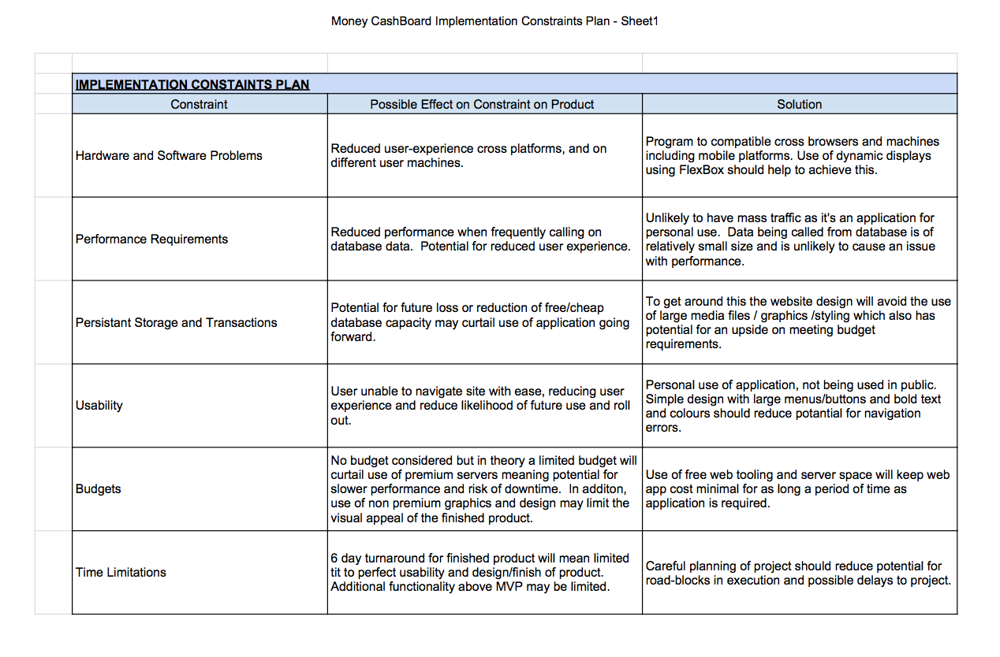 Money CashBoard Implementation Constraints Plan - Sheet1
IMPLEMENTATION CONSTAINTS PLAN
Constraint
Possible Effect on Constraint on Product
Solution
Hardware and Software Problems
Reduced user-experience cross platforms, and on
different user machines.
Program to compatible cross browsers and machines
including mobile platforms. Use of dynamic displays
using FlexBox should help to achieve this.
Performance Requirements
Reduced performance when frequently calling on
database data.  Potential for reduced user experience.
Unlikely to have mass traffic as it's an application for
personal use.  Data being called from database is of
relatively small size and is unlikely to cause an issue
with performance.
Persistant Storage and Transactions
Potential for future loss or reduction of free/cheap
database capacity may curtail use of application going
forward.
To get around this the website design will avoid the use
of large media files / graphics /styling which also has
potential for an upside on meeting budget
requirements.
Usability
User unable to navigate site with ease, reducing user
experience and reduce likelihood of future use and roll
out.
Personal use of application, not being used in public.
Simple design with large menus/buttons and bold text
and colours should reduce potantial for navigation
errors.
Budgets
No budget considered but in theory a limited budget will
curtail use of premium servers meaning potential for
slower performance and risk of downtime.  In additon,
use of non premium graphics and design may limit the
visual appeal of the finished product.
Use of free web tooling and server space will keep web
app cost minimal for as long a period of time as
application is required.
Time Limitations
6 day turnaround for finished product will mean limited
tit to perfect usability and design/finish of product.
Additional functionality above MVP may be limited.
Careful planning of project should reduce potential for
road-blocks in execution and possible delays to project.